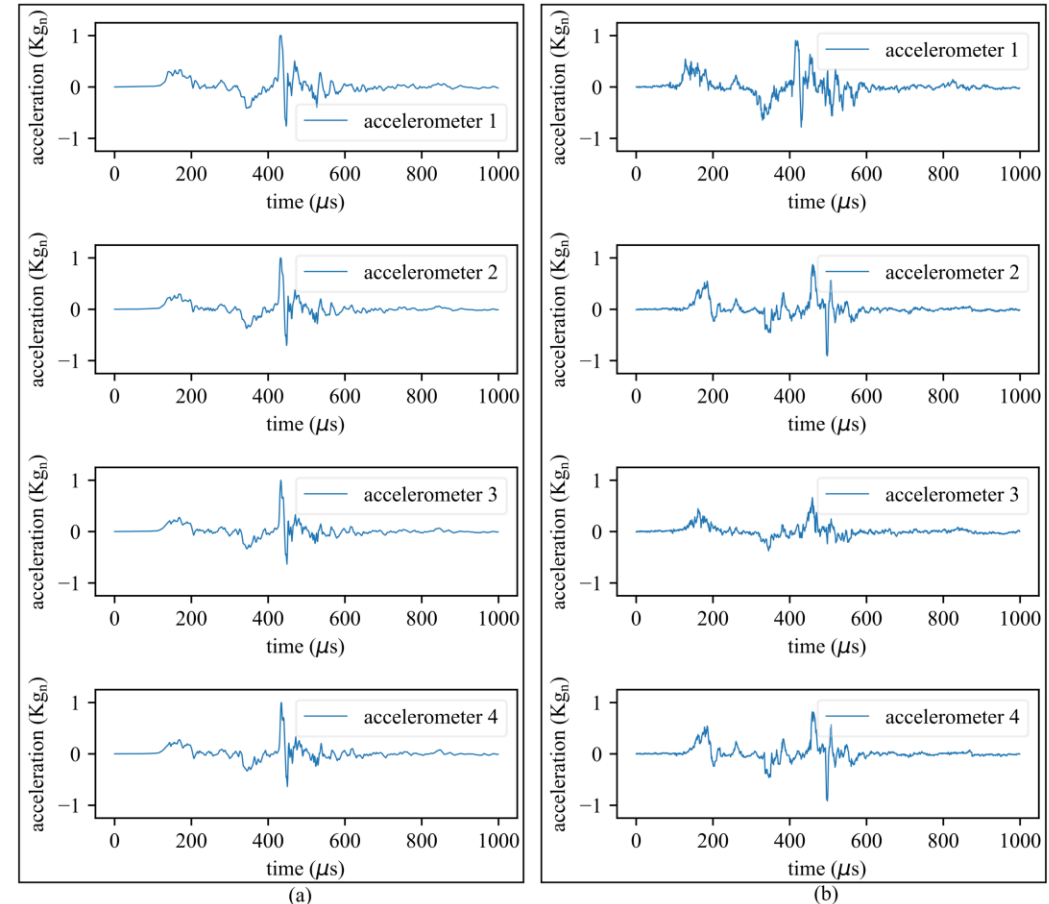 acceleration (Kgₙ)
1
0
−1
accelerometer 1
0 200 400 600 800 1000
time (μs)
acceleration (Kgₙ)
1
0
−1
accelerometer 2
0 200 400 600 800 1000
time (μs)
acceleration (Kgₙ)
1
0
−1
accelerometer 3
0 200 400 600 800 1000
time (μs)
acceleration (Kgₙ)
1
0
−1
accelerometer 4
0 200 400 600 800 1000
time (μs)
(a)
acceleration (Kgₙ)
1
0
−1
accelerometer 1
0 200 400 600 800 1000
time (μs)
acceleration (Kgₙ)
1
0
−1
accelerometer 2
0 200 400 600 800 1000
time (μs)
acceleration (Kgₙ)
1
0
−1
accelerometer 3
0 200 400 600 800 1000
time (μs)
acceleration (Kgₙ)
1
0
−1
accelerometer 4
0 200 400 600 800 1000
time (μs)
(b)